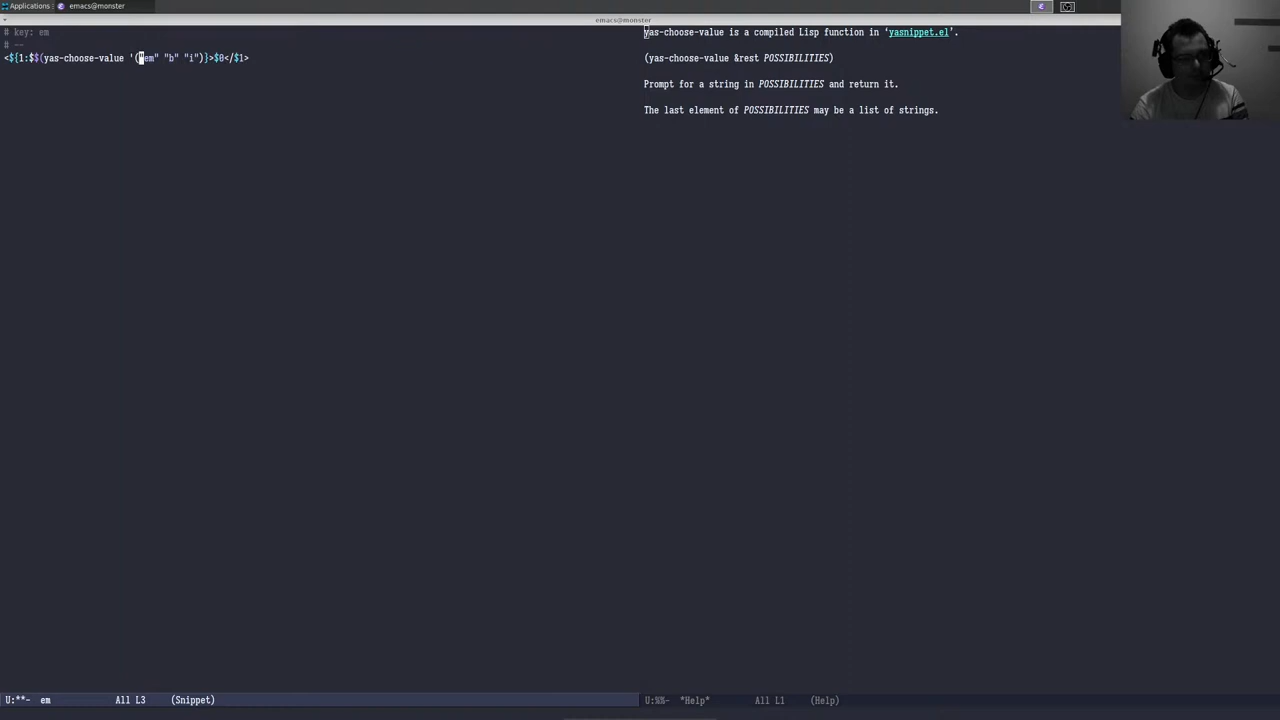 Applications
emacs@monster
emacs@monster
# key: em
# --
<${1:$$(yas-choose-value '("em" "b" "i")}>$0</$1>
yas-choose-value is a compiled Lisp function in ‘yasnippet.el’.
(yas-choose-value &rest POSSIBILITIES)
Prompt for a string in POSSIBILITIES and return it.
The last element of POSSIBILITIES may be a list of strings.
U:**-  em             All L3     (Snippet)
U:%%-  *Help*         All L1     (Help)